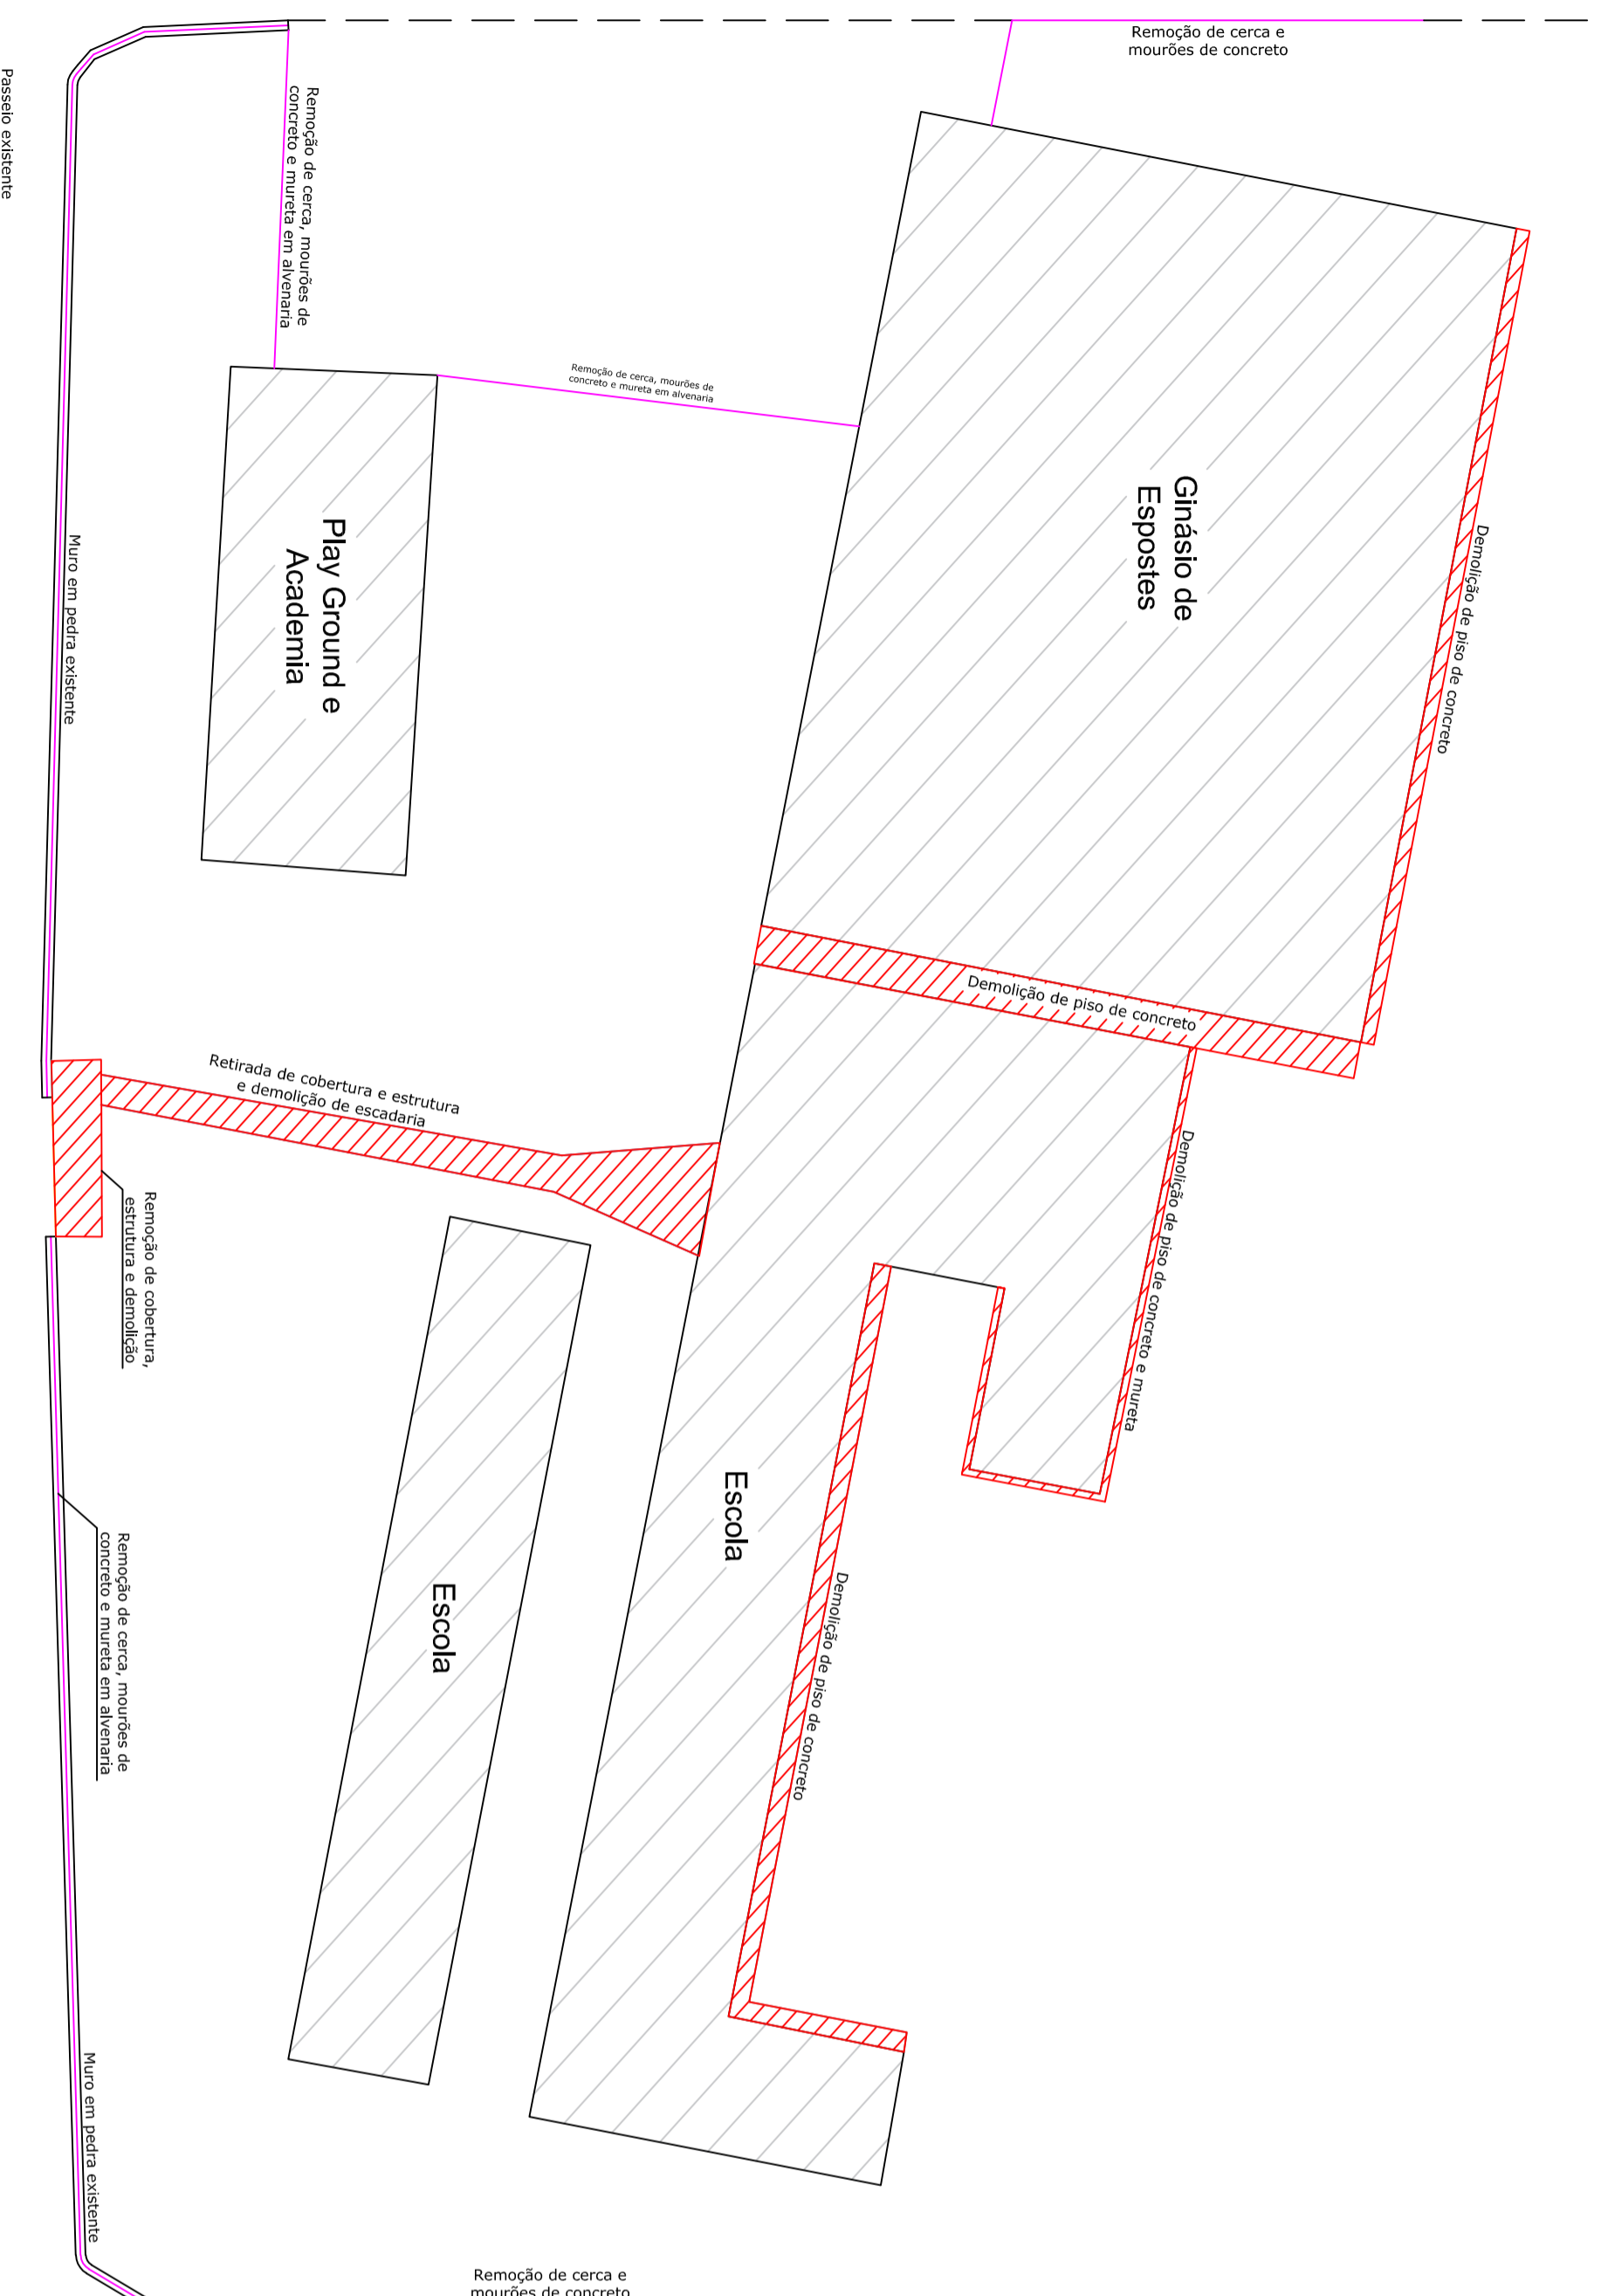 Remoção de cerca e
mourões de concreto
Passeio existente
Remoção de cerca, mourões de
concreto e mureta em alvenaria
Remoção de cerca, mourões de
concreto e mureta em alvenaria
Ginásio de
Espostes
Demolição de piso de concreto
Play Ground e
Academia
Muro em pedra existente
Demolição de piso de concreto
Retirada de cobertura e estrutura
e demolição de escadaria
Demolição de piso de concreto e mureta
Remoção de cobertura,
estrutura e demolição
Escola
Escola
Demolição de piso de concreto
Remoção de cerca, mourões de
concreto e mureta em alvenaria
Muro em pedra existente
Remoção de cerca e
mourões de concreto